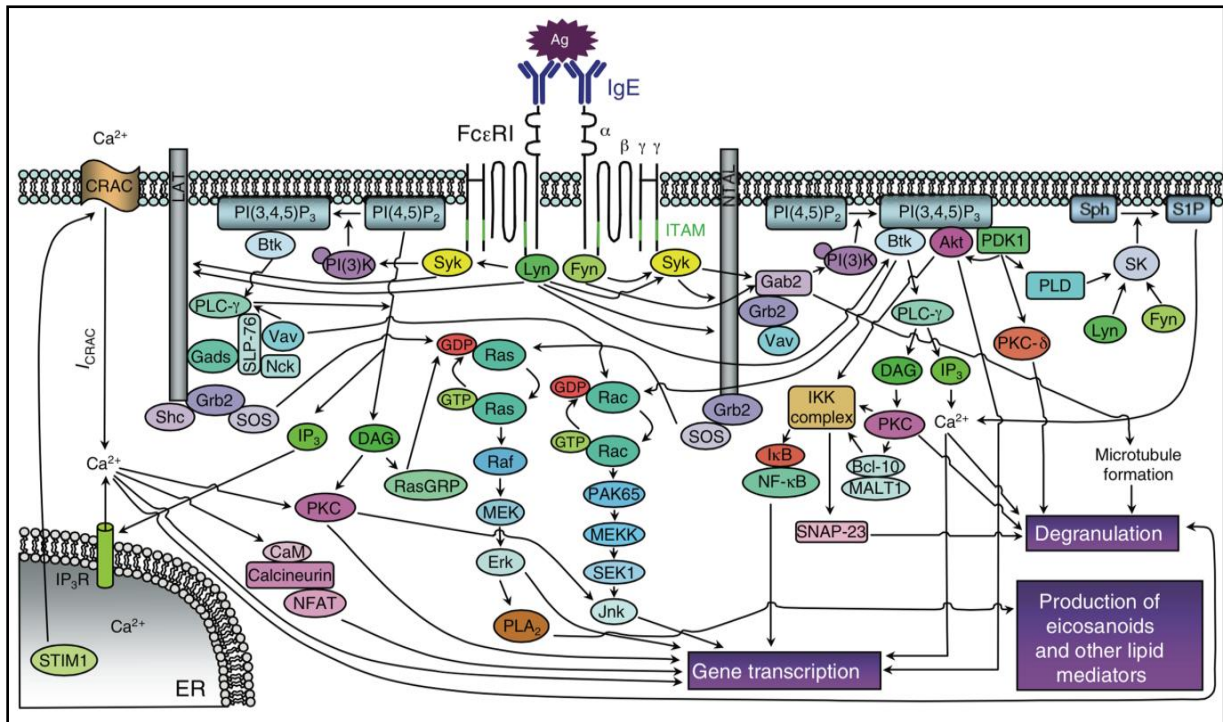 Ag
IgE
FcεRI
α
β γ γ
Ca²⁺
CRAC
LAT
NTAL
PI(3,4,5)P₃
PI(4,5)P₂
PI(4,5)P₂
PI(3,4,5)P₃
Sph
S1P
ITAM
Btk
PI(3)K
Syk
Lyn
Fyn
Syk
PI(3)K
Btk
Akt
PDK1
Gab2
Grb2
Vav
PLD
SK
Lyn
Fyn
PLC-γ
SLP-76
Vav
Gads
Nck
I CRAC
GDP
Ras
GTP
Ras
GDP
Rac
GTP
Rac
PLC-γ
DAG
IP₃
PKC-δ
Shc
Grb2
SOS
SOS
Grb2
IKK
complex
PKC
Ca²⁺
IP₃
DAG
RasGRP
Raf
IκB
NF-κB
Bcl-10
MALT1
Microtubule
formation
Ca²⁺
PKC
MEK
PAK65
MEKK
SNAP-23
Degranulation
CaM
Calcineurin
NFAT
Erk
SEK1
Jnk
PLA₂
IP₃R
Ca²⁺
STIM1
ER
Gene transcription
Production of
eicosanoids
and other lipid
mediators